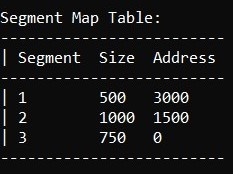 Segment Map Table:
-------------------------
| Segment  Size  Address
-------------------------
| 1        500   3000
| 2        1000  1500
| 3        750   0
-------------------------